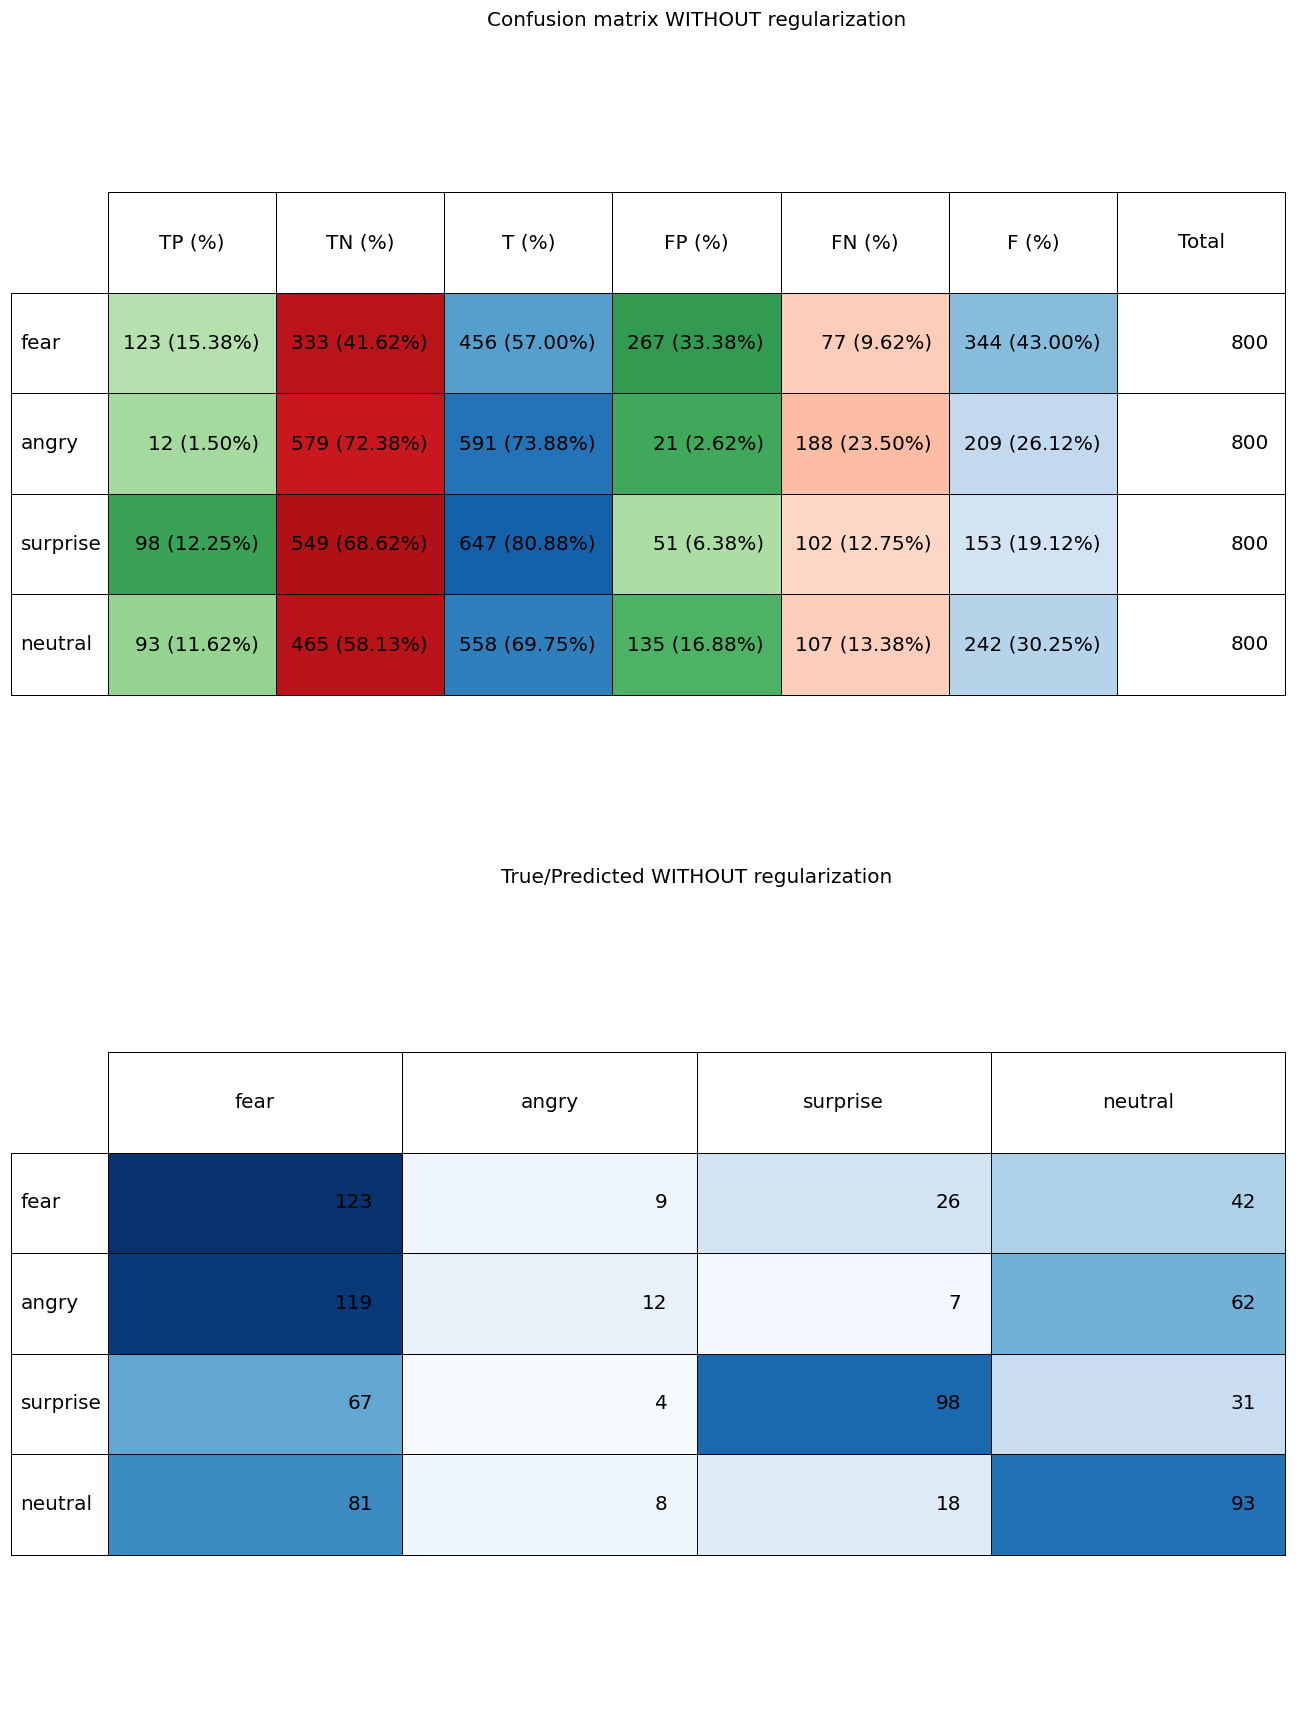 Confusion matrix WITHOUT regularization
TP (%) TN (%) T (%) FP (%) FN (%) F (%) Total
fear 123 (15.38%) 333 (41.62%) 456 (57.00%) 267 (33.38%) 77 (9.62%) 344 (43.00%) 800
angry 12 (1.50%) 579 (72.38%) 591 (73.88%) 21 (2.62%) 188 (23.50%) 209 (26.12%) 800
surprise 98 (12.25%) 549 (68.62%) 647 (80.88%) 51 (6.38%) 102 (12.75%) 153 (19.12%) 800
neutral 93 (11.62%) 465 (58.13%) 558 (69.75%) 135 (16.88%) 107 (13.38%) 242 (30.25%) 800
True/Predicted WITHOUT regularization
fear angry surprise neutral
fear 123 9 26 42
angry 119 12 7 62
surprise 67 4 98 31
neutral 81 8 18 93